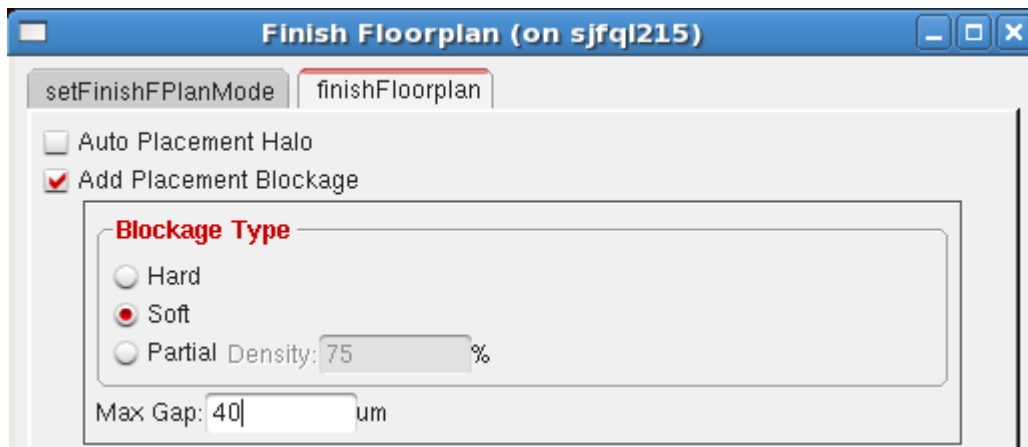 Finish Floorplan (on sjfql215)
setFinishFPlanMode finishFloorplan
Auto Placement Halo
Add Placement Blockage
Blockage Type
Hard
Soft
Partial Density: 75 %
Max Gap: 40 um